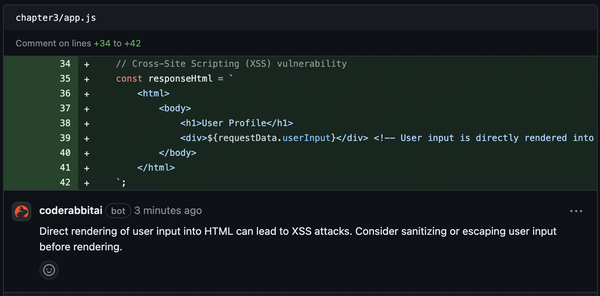 chapter3/app.js
Comment on lines +34 to +42
34 + // Cross-Site Scripting (XSS) vulnerability
35 + const responseHtml = `
36 + <html>
37 + <body>
38 + <h1>User Profile</h1>
39 + <div>${requestData.userInput}</div> <!-- User input is directly rendered into
40 + </body>
41 + </html>
42 + `;
coderabbitai bot 3 minutes ago ...
Direct rendering of user input into HTML can lead to XSS attacks. Consider sanitizing or escaping user input
before rendering.